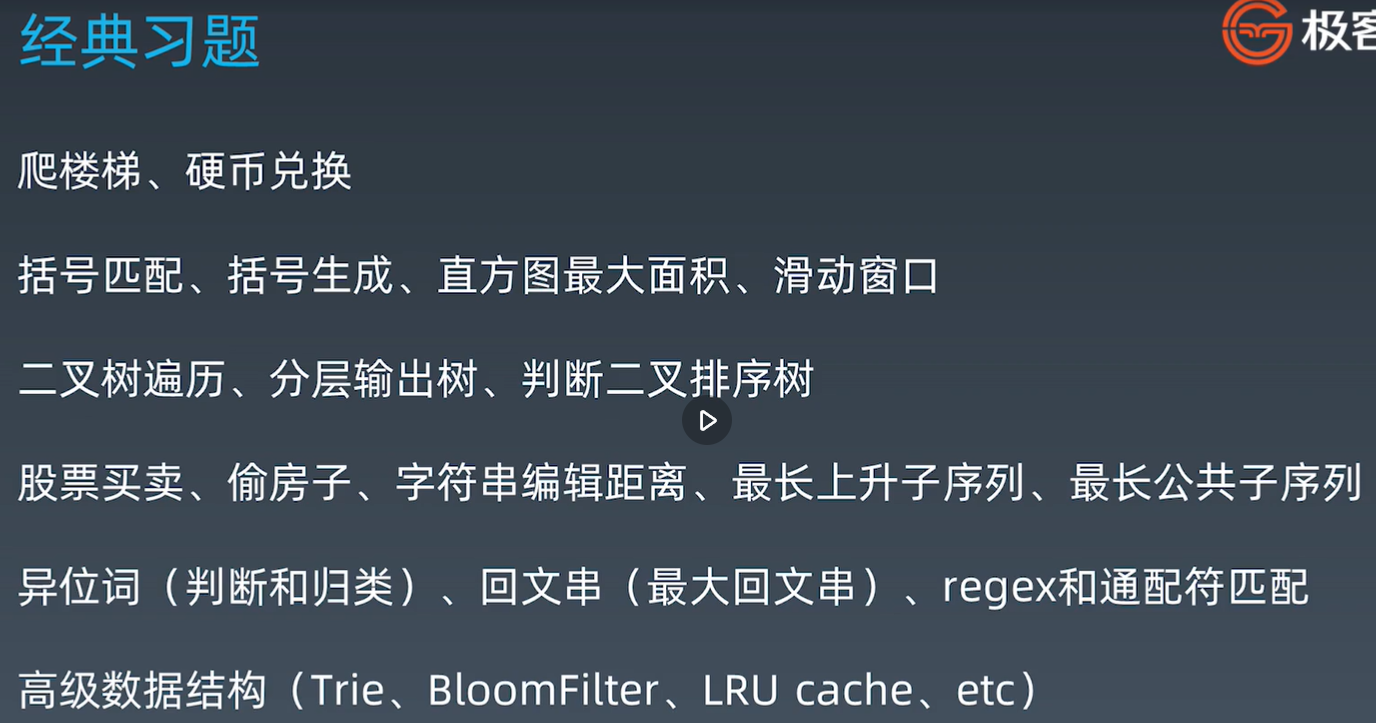 经典习题
极客
爬楼梯、硬币兑换
括号匹配、括号生成、直方图最大面积、滑动窗口
二叉树遍历、分层输出树、判断二叉排序树
股票买卖、偷房子、字符串编辑距离、最长上升子序列、最长公共子序列
异位词（判断和归类）、回文串（最大回文串）、regex和通配符匹配
高级数据结构（Trie、BloomFilter、LRU cache、etc）